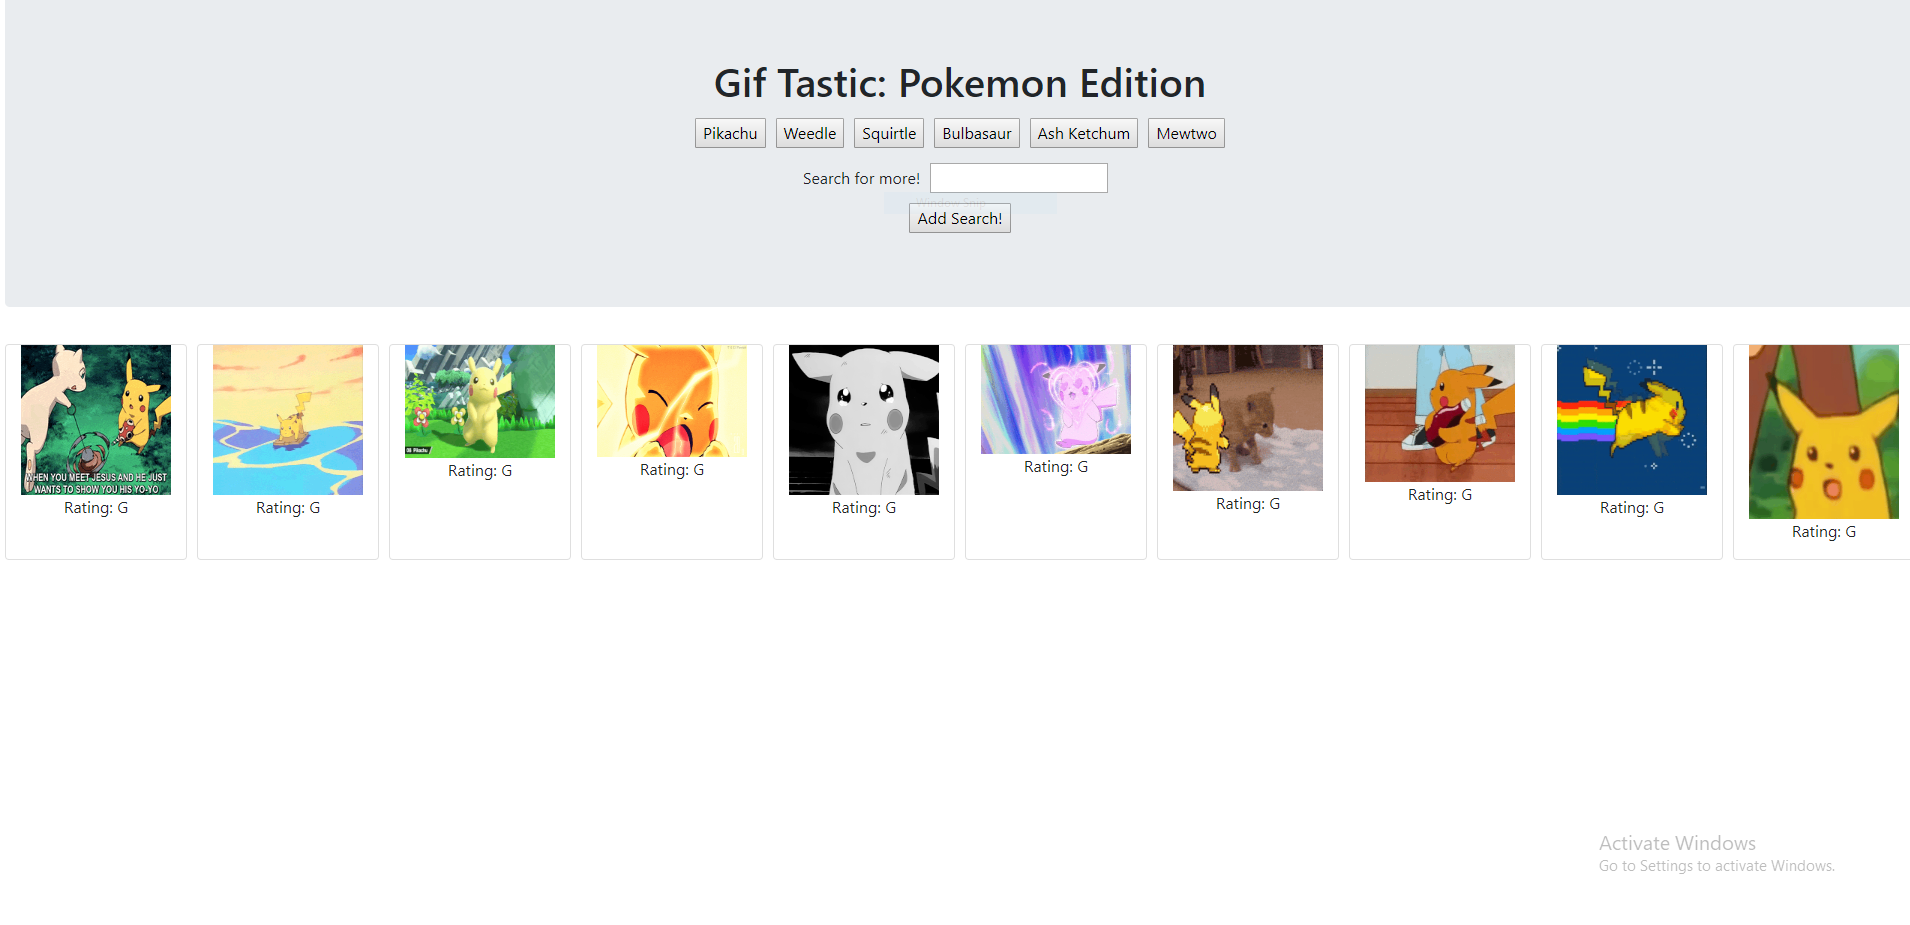 Gif Tastic: Pokemon Edition
Pikachu Weedle Squirtle Bulbasaur Ash Ketchum Mewtwo
Search for more!
Window Snip
Add Search!
WHEN YOU MEET JESUS AND HE JUST
WANTS TO SHOW YOU HIS YO-YO
Rating: G Rating: G Rating: G Rating: G Rating: G Rating: G Rating: G Rating: G Rating: G Rating: G
Activate Windows
Go to Settings to activate Windows.